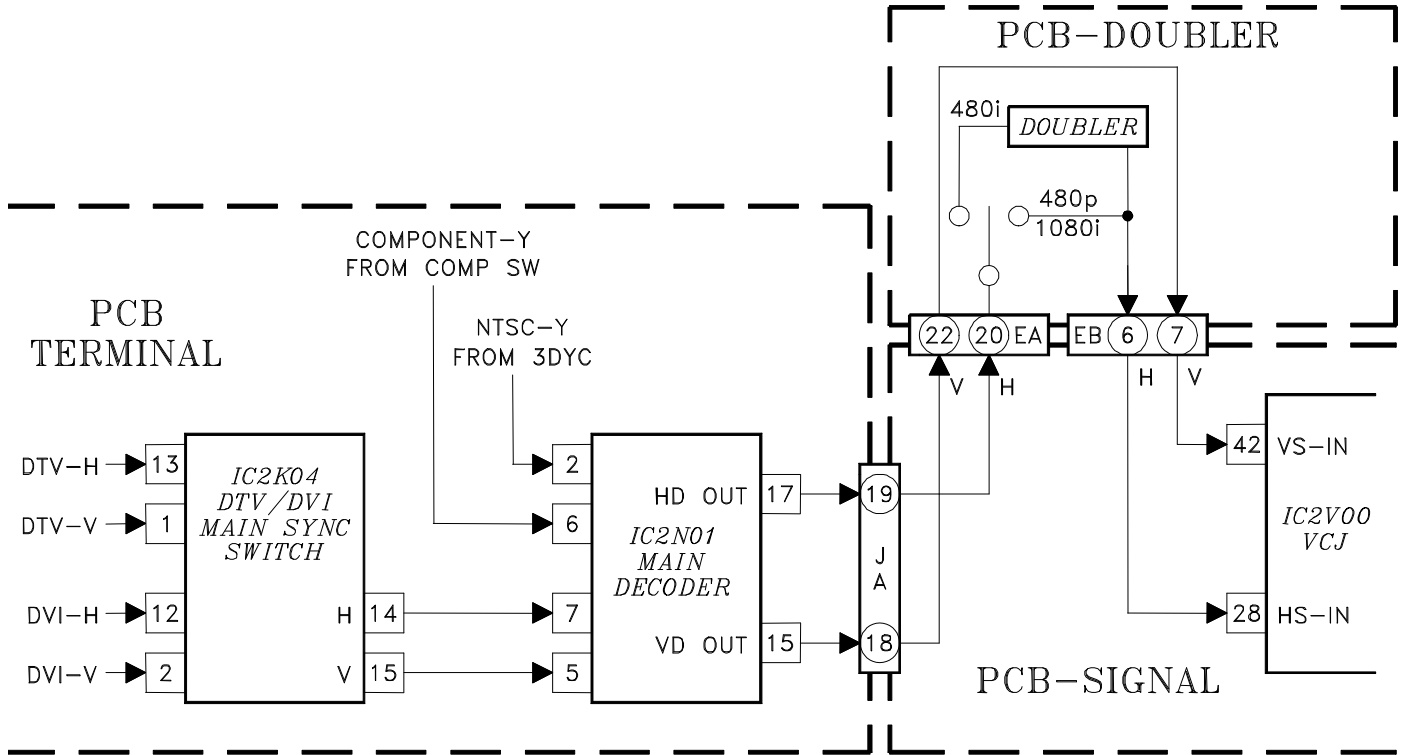 PCB-DOUBLER
480i
DOUBLER
480p
1080i
COMPONENT-Y
FROM COMP SW
PCB
TERMINAL
NTSC-Y
FROM 3DYC
22
20
EA
EB
6
7
V
H
H
V
DTV-H
13
DTV-V
1
DVI-H
12
DVI-V
2
IC2K04
DTV/DVI
MAIN SYNC
SWITCH
H
14
V
15
2
6
7
5
HD OUT
17
IC2N01
MAIN
DECODER
VD OUT
15
19
J
A
18
42
VS-IN
IC2V00
VCJ
28
HS-IN
PCB-SIGNAL